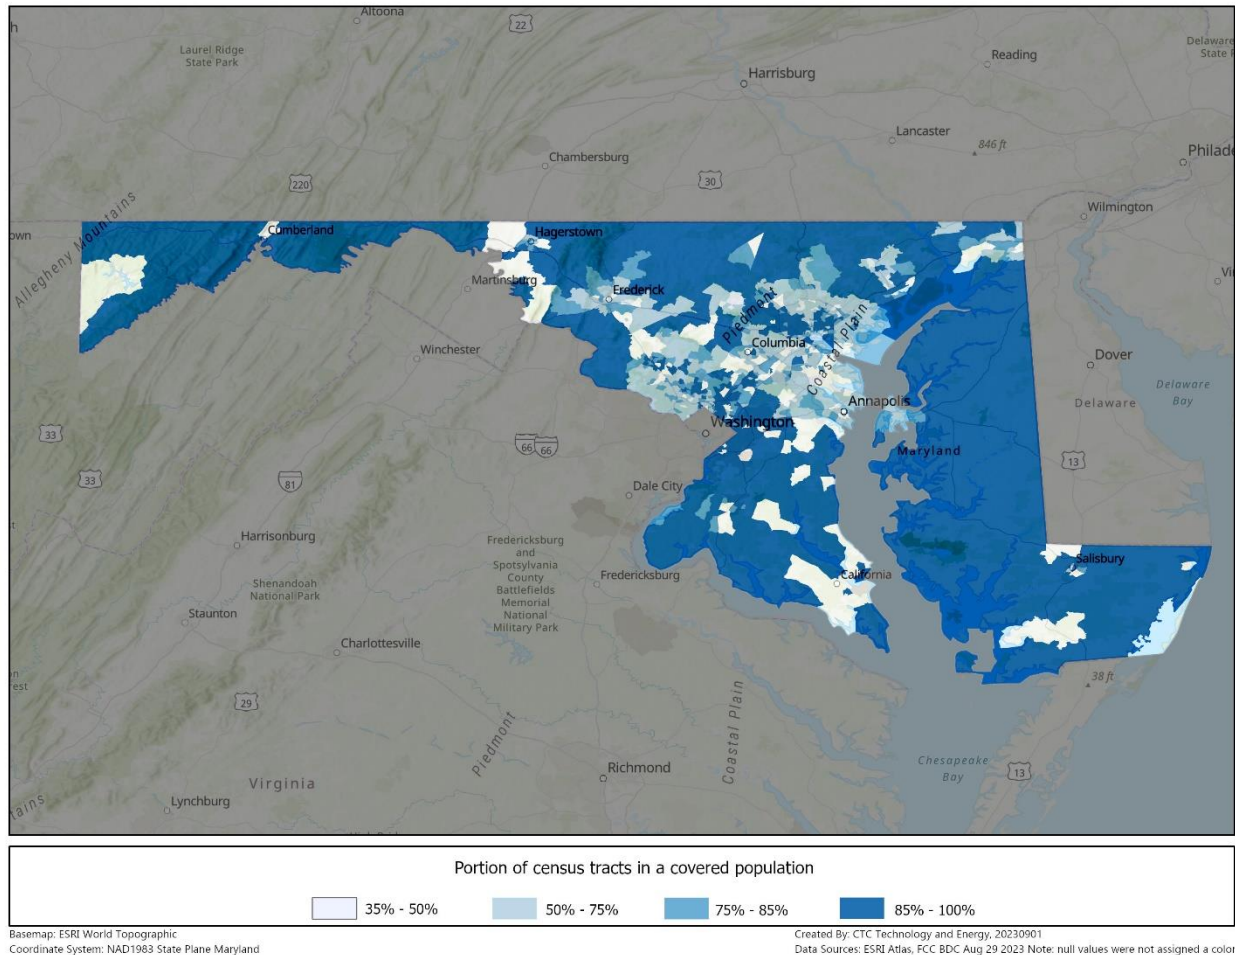 Altoona
h
22
Laurel Ridge
State Park
Reading
Delaware
State F
Harrisburg
Lancaster
846 ft
Philade
Chambersburg
30
220
Wilmington
Allegheny Mountains
own
Cumberland
Hagerstown
Martinsburg
Frederick
Piedmont
Coastal Plain
Columbia
Winchester
Dover
Delaware
Bay
Delaware
Annapolis
Washington
33
66
66
Maryland
13
33
81
Dale City
Harrisonburg
Fredericksburg
and
Spotsylvania
County
Battlefields
Memorial
National
Military Park
Salisbury
Shenandoah
National Park
Fredericksburg
California
Staunton
Charlottesville
38 ft
29
Piedmont
Coastal Plain
Richmond
Chesapeake
Bay
13
Virginia
Lynchburg
tains
Portion of census tracts in a covered population
35% - 50%
50% - 75%
75% - 85%
85% - 100%
Basemap: ESRI World Topographic
Created By: CTC Technology and Energy, 20230901
Coordinate System: NAD1983 State Plane Maryland
Data Sources: ESRI Atlas, FCC BDC Aug 29 2023 Note: null values were not assigned a color